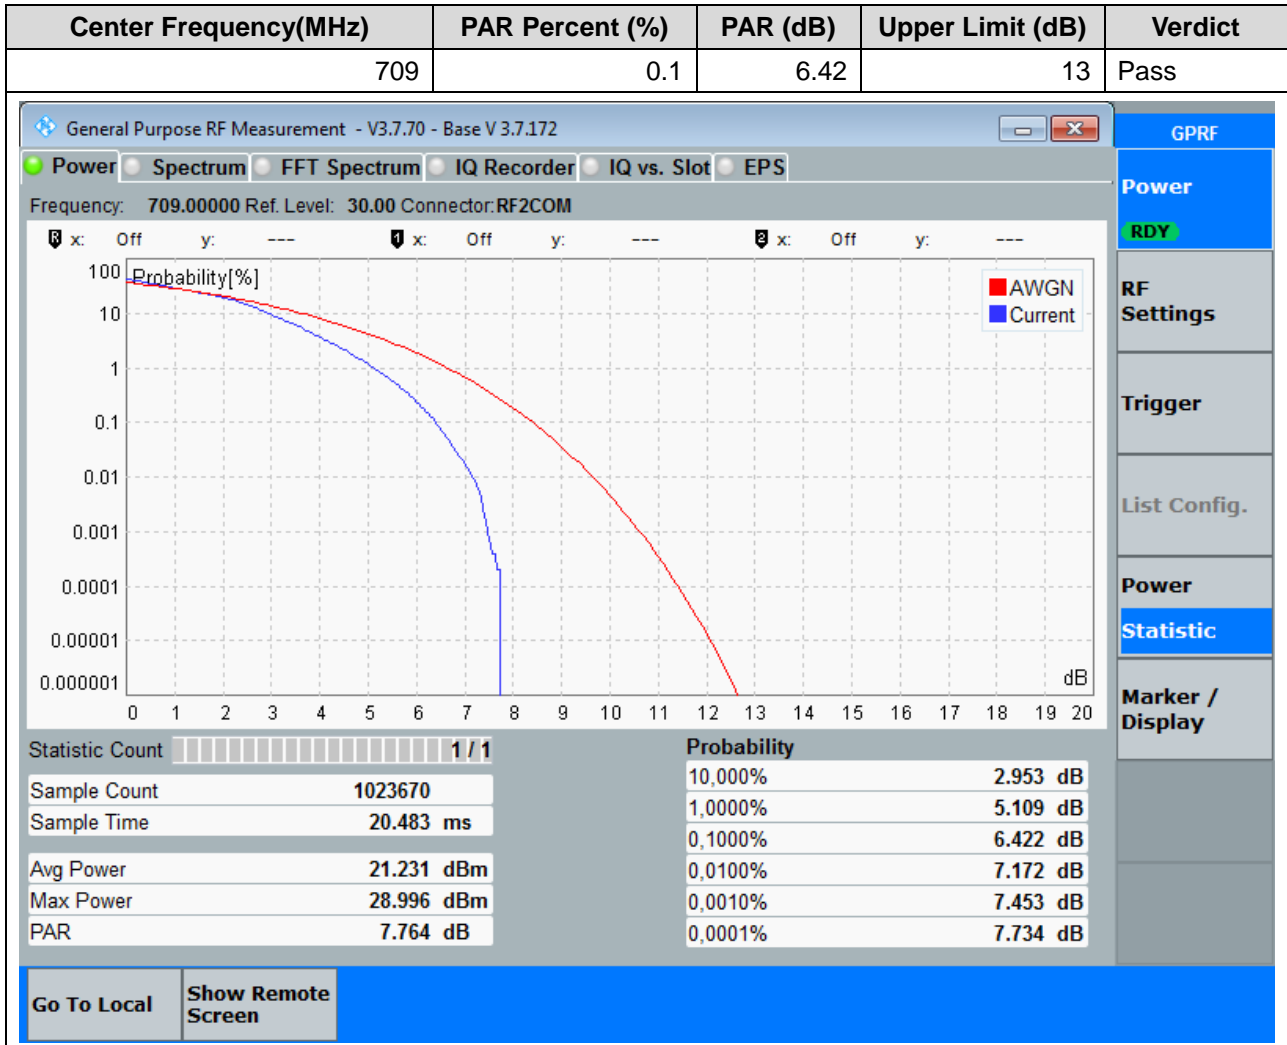 Center Frequency(MHz) PAR Percent (%) PAR (dB) Upper Limit (dB) Verdict
709 0.1 6.42 13 Pass
General Purpose RF Measurement - V3.7.70 - Base V 3.7.172
GPRF
Power Spectrum FFT Spectrum IQ Recorder IQ vs. Slot EPS
Frequency: 709.00000 Ref. Level: 30.00 Connector:RF2COM
R x: Off y: --- 1 x: Off y: --- 2 x: Off y: ---
Probability[%]
AWGN
Current
100
10
1
0.1
0.01
0.001
0.0001
0.00001
0.000001
dB
0 1 2 3 4 5 6 7 8 9 10 11 12 13 14 15 16 17 18 19 20
Statistic Count 1 / 1
Sample Count 1023670
Sample Time 20.483 ms
Avg Power 21.231 dBm
Max Power 28.996 dBm
PAR 7.764 dB
Probability
10,000% 2.953 dB
1,0000% 5.109 dB
0,1000% 6.422 dB
0,0100% 7.172 dB
0,0010% 7.453 dB
0,0001% 7.734 dB
Power
RDY
RF
Settings
Trigger
List Config.
Power
Statistic
Marker /
Display
Go To Local
Show Remote
Screen